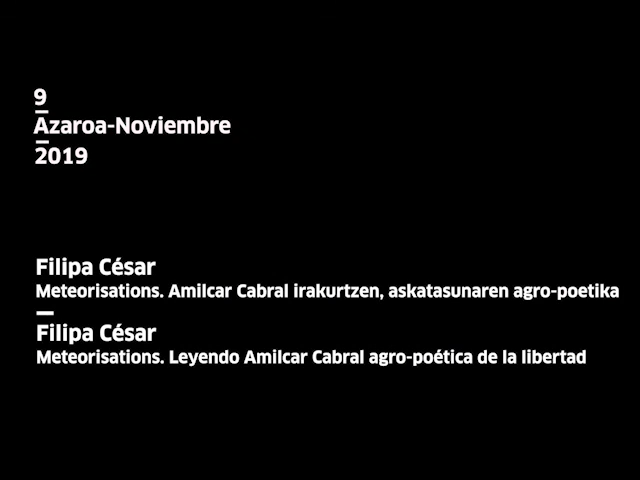 9
Azaroa-Noviembre
2019
Filipa César
Meteorisations. Amilcar Cabral irakurtzen, askatasunaren agro-poetika
Filipa César
Meteorisations. Leyendo Amilcar Cabral agro-poética de la libertad